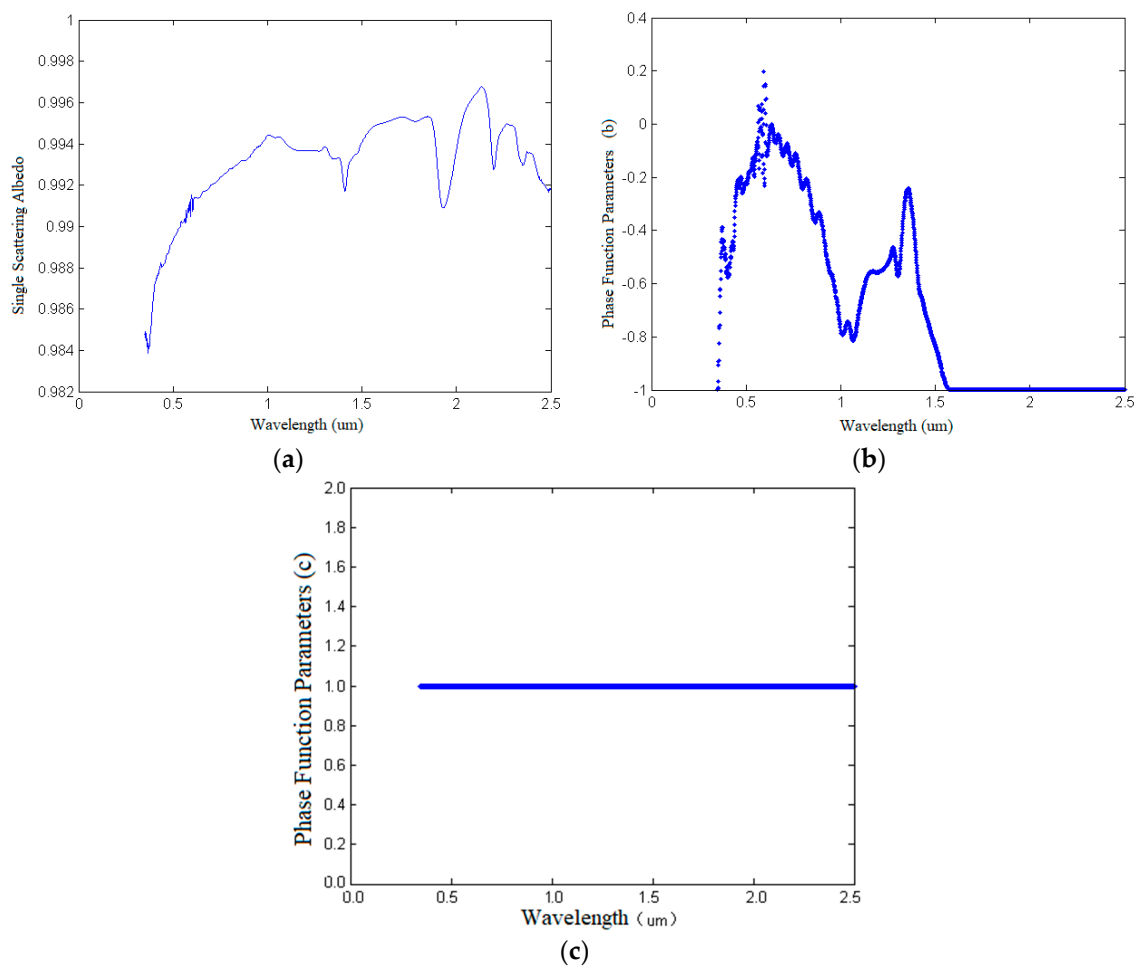 1
0.998
0.996
0.994
0.992
0.99
0.988
0.986
0.984
0.982
Single Scattering Albedo
0 0.5 1 1.5 2 2.5
Wavelength (um)
(a)
0.4
0.2
0
-0.2
-0.4
-0.6
-0.8
-1
Phase Function Parameters (b)
0 0.5 1 1.5 2 2.5
Wavelength (um)
(b)
2.0
1.8
1.6
1.4
1.2
1.0
0.8
0.6
0.4
0.2
0.0
Phase Function Parameters (c)
0.0 0.5 1.0 1.5 2.0 2.5
Wavelength（um）
(c)